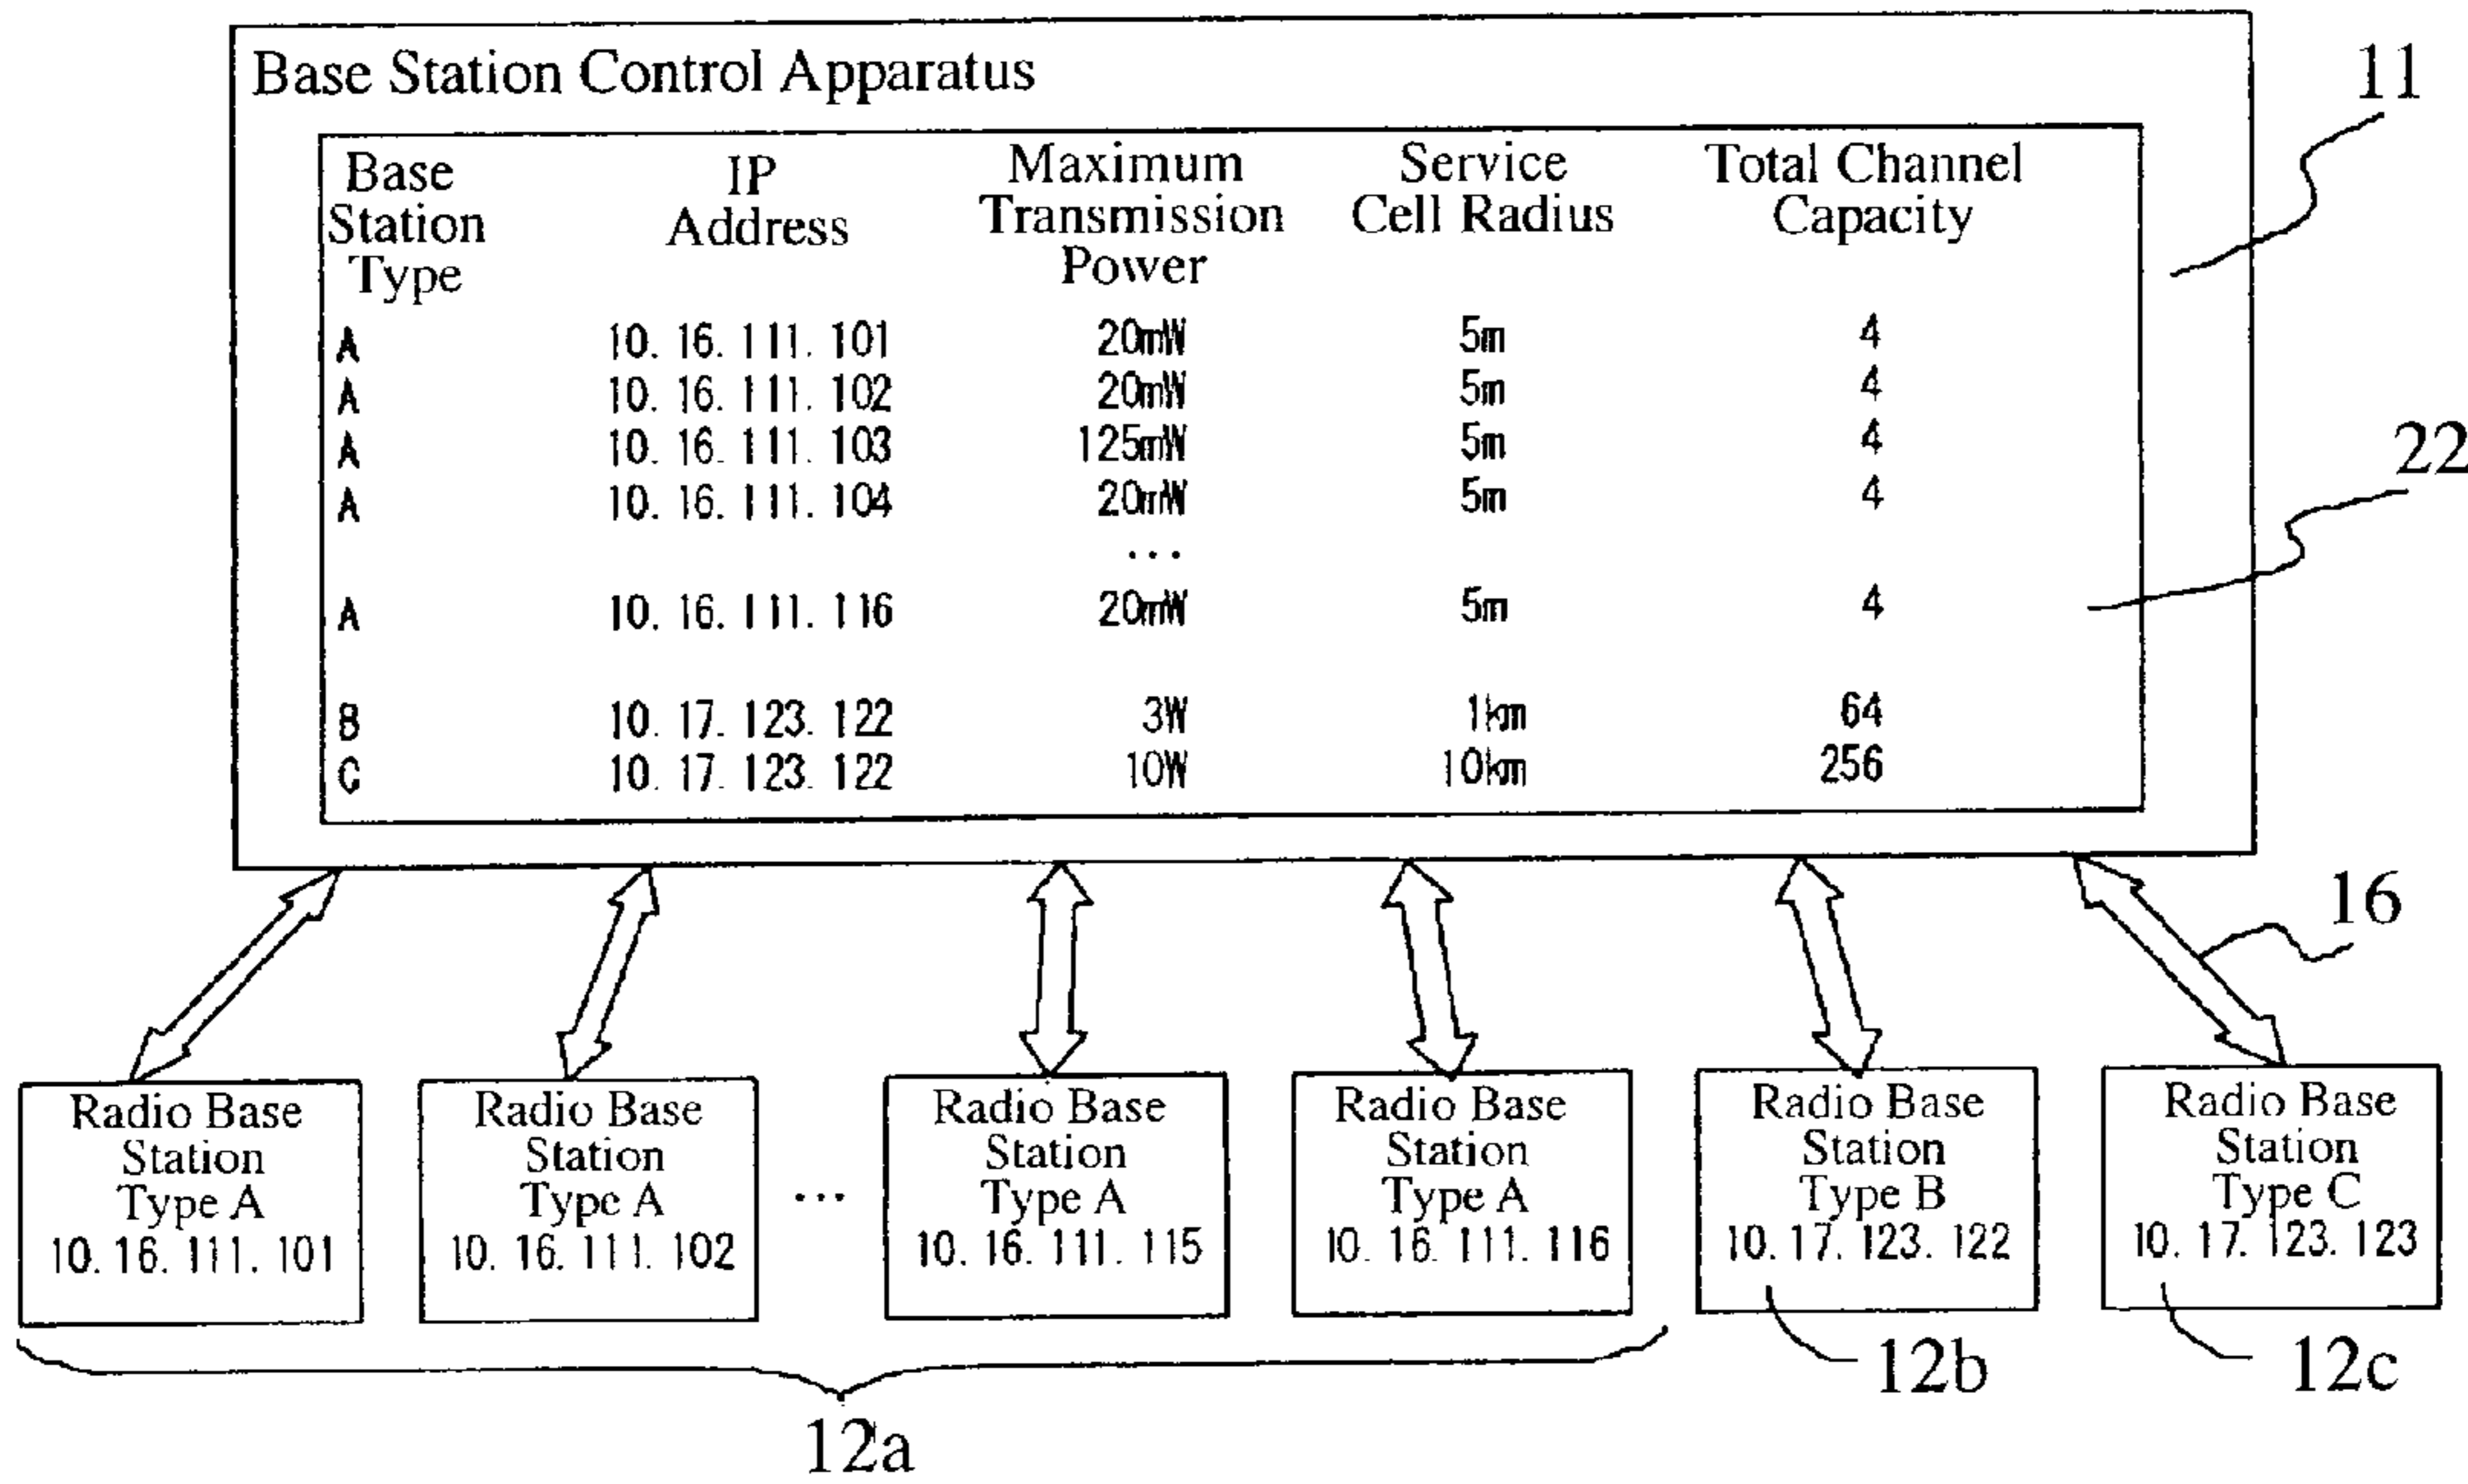 Base Station Control Apparatus
Base Station Type IP Address Maximum Transmission Power Service Cell Radius Total Channel Capacity
A 10. 16. 111. 101 20mW 5m 4
A 10. 16. 111. 102 20mW 5m 4
A 10. 16. 111. 103 125mW 5m 4
A 10. 16. 111. 104 20mW 5m 4
...
A 10. 16. 111. 116 20mW 5m 4
B 10. 17. 123. 122 3W 1km 64
C 10. 17. 123. 122 10W 10km 256
11
22
16
Radio Base
Station
Type A
10. 16. 111. 101
Radio Base
Station
Type A
10. 16. 111. 102
...
Radio Base
Station
Type A
10. 16. 111. 115
Radio Base
Station
Type A
10. 16. 111. 116
Radio Base
Station
Type B
10. 17. 123. 122
Radio Base
Station
Type C
10. 17. 123. 123
12a
12b
12c